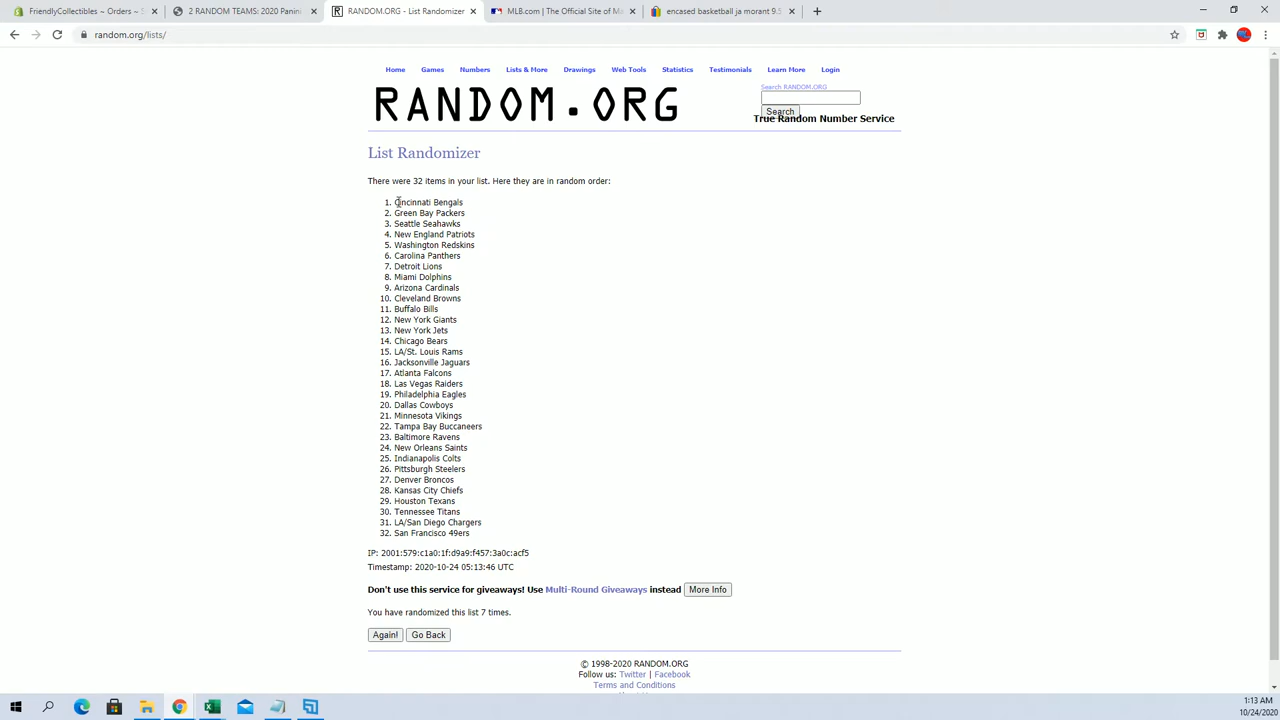 FriendlyCollectibles ~ Orders ~ S
2 RANDOM TEAMS: 2020 Panini
RANDOM.ORG - List Randomizer
MLB.com | The Official Site of M
encased basketball ja morant 9.5
random.org/lists/
Home Games Numbers Lists & More Drawings Web Tools Statistics Testimonials Learn More Login
Search RANDOM.ORG
RANDOM.ORG
Search
True Random Number Service
List Randomizer
There were 32 items in your list. Here they are in random order:
1. Cincinnati Bengals
2. Green Bay Packers
3. Seattle Seahawks
4. New England Patriots
5. Washington Redskins
6. Carolina Panthers
7. Detroit Lions
8. Miami Dolphins
9. Arizona Cardinals
10. Cleveland Browns
11. Buffalo Bills
12. New York Giants
13. New York Jets
14. Chicago Bears
15. LA/St. Louis Rams
16. Jacksonville Jaguars
17. Atlanta Falcons
18. Las Vegas Raiders
19. Philadelphia Eagles
20. Dallas Cowboys
21. Minnesota Vikings
22. Tampa Bay Buccaneers
23. Baltimore Ravens
24. New Orleans Saints
25. Indianapolis Colts
26. Pittsburgh Steelers
27. Denver Broncos
28. Kansas City Chiefs
29. Houston Texans
30. Tennessee Titans
31. LA/San Diego Chargers
32. San Francisco 49ers
IP: 2001:579:c1a0:1f:d9a9:f457:3a0c:acf5
Timestamp: 2020-10-24 05:13:46 UTC
Don't use this service for giveaways! Use Multi-Round Giveaways instead More Info
You have randomized this list 7 times.
Again! Go Back
© 1998-2020 RANDOM.ORG
Follow us: Twitter | Facebook
Terms and Conditions
1:13 AM
10/24/2020